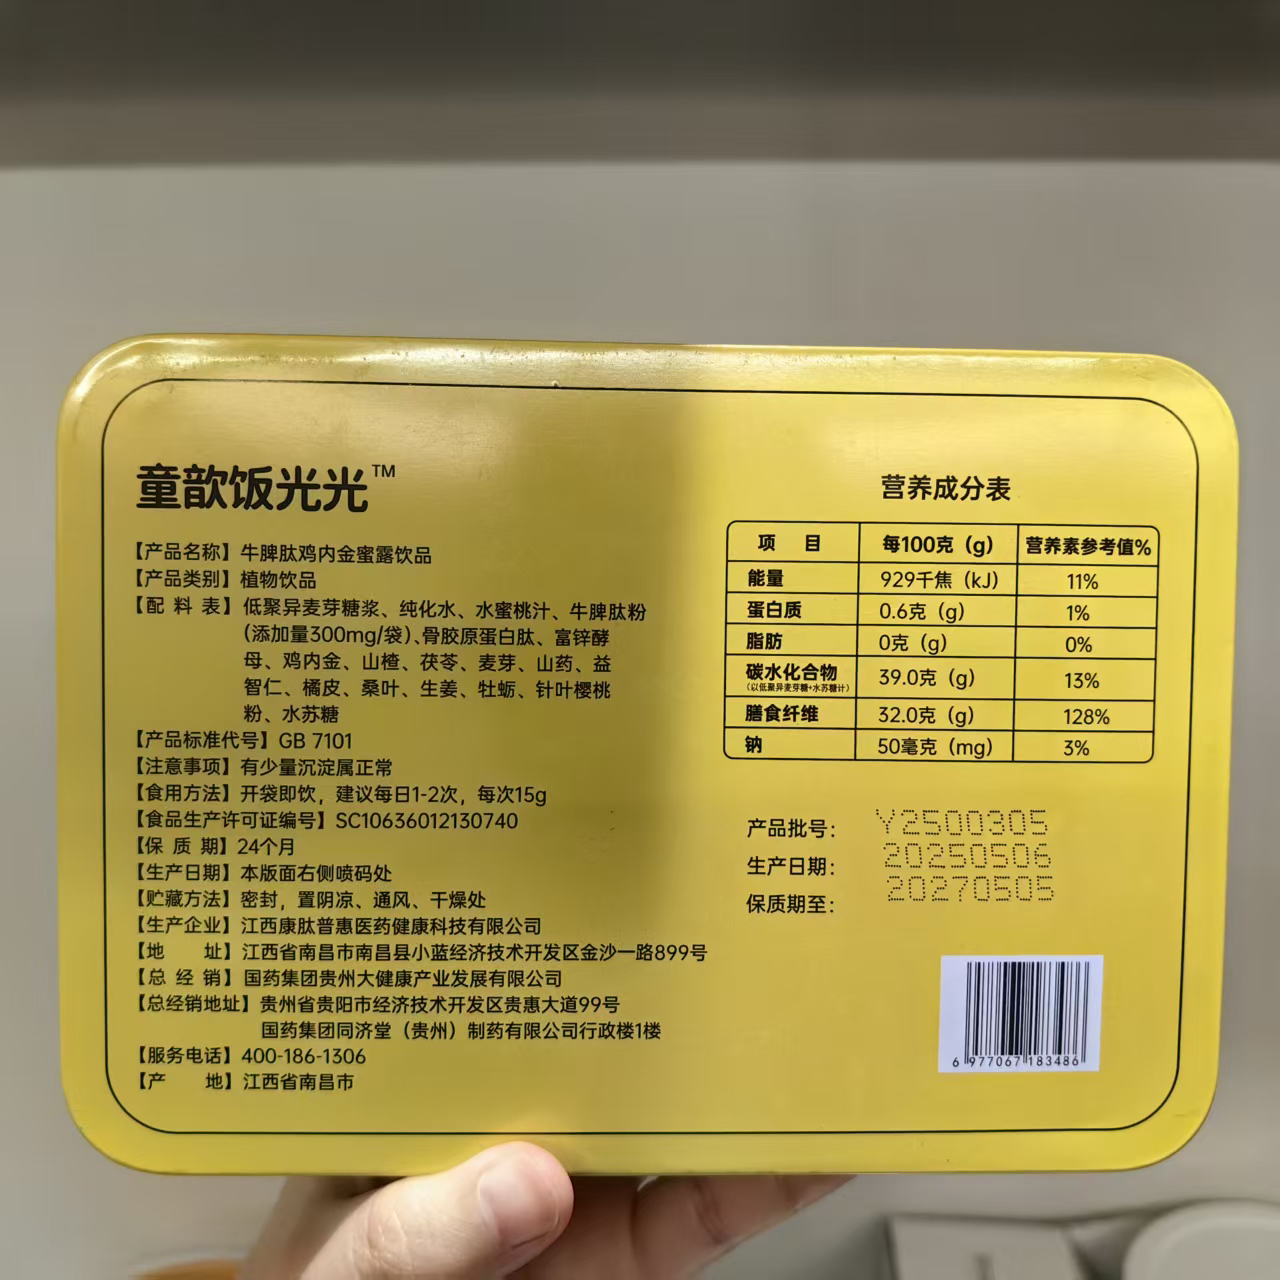 童歆饭光光™
【产品名称】牛脾肽鸡内金蜜露饮品
【产品类别】植物饮品
【配 料 表】低聚异麦芽糖浆、纯化水、水蜜桃汁、牛脾肽粉
（添加量300mg/袋）、骨胶原蛋白肽、富锌酵
母、鸡内金、山楂、茯苓、麦芽、山药、益
智仁、橘皮、桑叶、生姜、牡蛎、针叶樱桃
粉、水苏糖
【产品标准代号】GB 7101
【注意事项】有少量沉淀属正常
【食用方法】开袋即饮，建议每日1-2次，每次15g
【食品生产许可证编号】SC10636012130740
【保 质 期】24个月
【生产日期】本版面右侧喷码处
【贮藏方法】密封，置阴凉、通风、干燥处
【生产企业】江西康肽普惠医药健康科技有限公司
【地 址】江西省南昌市南昌县小蓝经济技术开发区金沙一路899号
【总 经 销】国药集团贵州大健康产业发展有限公司
【总经销地址】贵州省贵阳市经济技术开发区贵惠大道99号
国药集团同济堂（贵州）制药有限公司行政楼1楼
【服务电话】400-186-1306
【产 地】江西省南昌市
营养成分表
项 目 每100克（g） 营养素参考值%
能量 929千焦（kJ） 11%
蛋白质 0.6克（g） 1%
脂肪 0克（g） 0%
碳水化合物 39.0克（g） 13%
（以低聚异麦芽糖+水苏糖计）
膳食纤维 32.0克（g） 128%
钠 50毫克（mg） 3%
产品批号： Y2500305
生产日期： 20250506
保质期至： 20270505
6 977067 183486